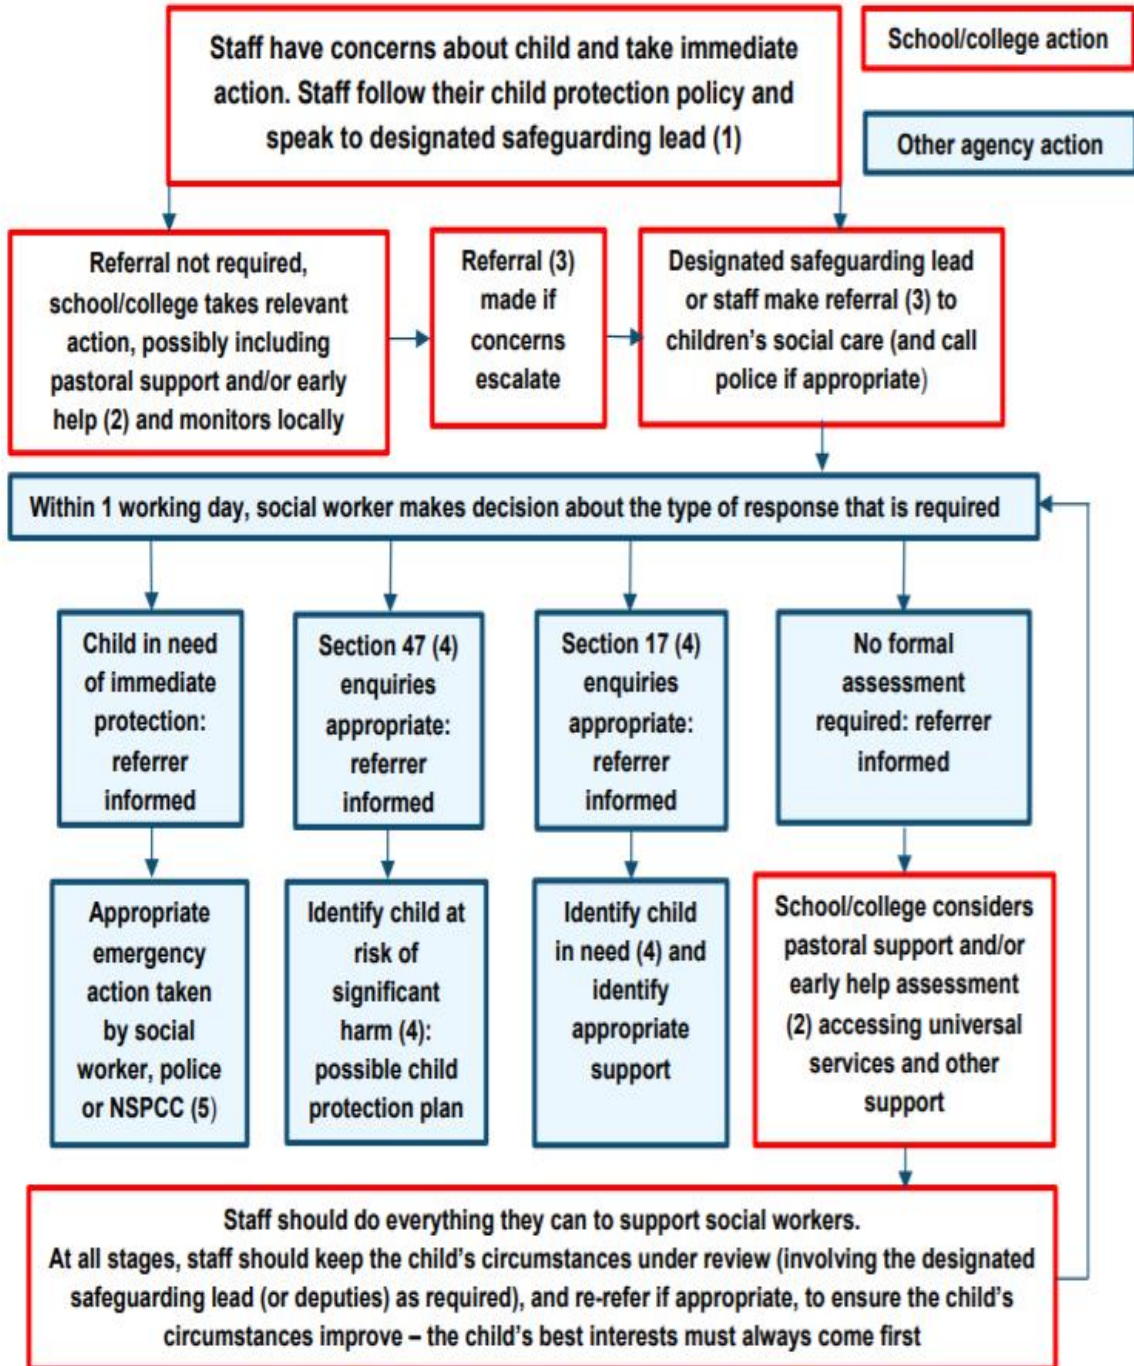 Staff have concerns about child and take immediate
action. Staff follow their child protection policy and
speak to designated safeguarding lead (1)
School/college action
Other agency action
Referral not required,
school/college takes relevant
action, possibly including
pastoral support and/or early
help (2) and monitors locally
Referral (3)
made if
concerns
escalate
Designated safeguarding lead
or staff make referral (3) to
children’s social care (and call
police if appropriate)
Within 1 working day, social worker makes decision about the type of response that is required
Child in need
of immediate
protection:
referrer
informed
Section 47 (4)
enquiries
appropriate:
referrer
informed
Section 17 (4)
enquiries
appropriate:
referrer
informed
No formal
assessment
required: referrer
informed
Appropriate
emergency
action taken
by social
worker, police
or NSPCC (5)
Identify child at
risk of
significant
harm (4):
possible child
protection plan
Identify child
in need (4) and
identify
appropriate
support
School/college considers
pastoral support and/or
early help assessment
(2) accessing universal
services and other
support
Staff should do everything they can to support social workers.
At all stages, staff should keep the child’s circumstances under review (involving the designated
safeguarding lead (or deputies) as required), and re-refer if appropriate, to ensure the child’s
circumstances improve – the child’s best interests must always come first